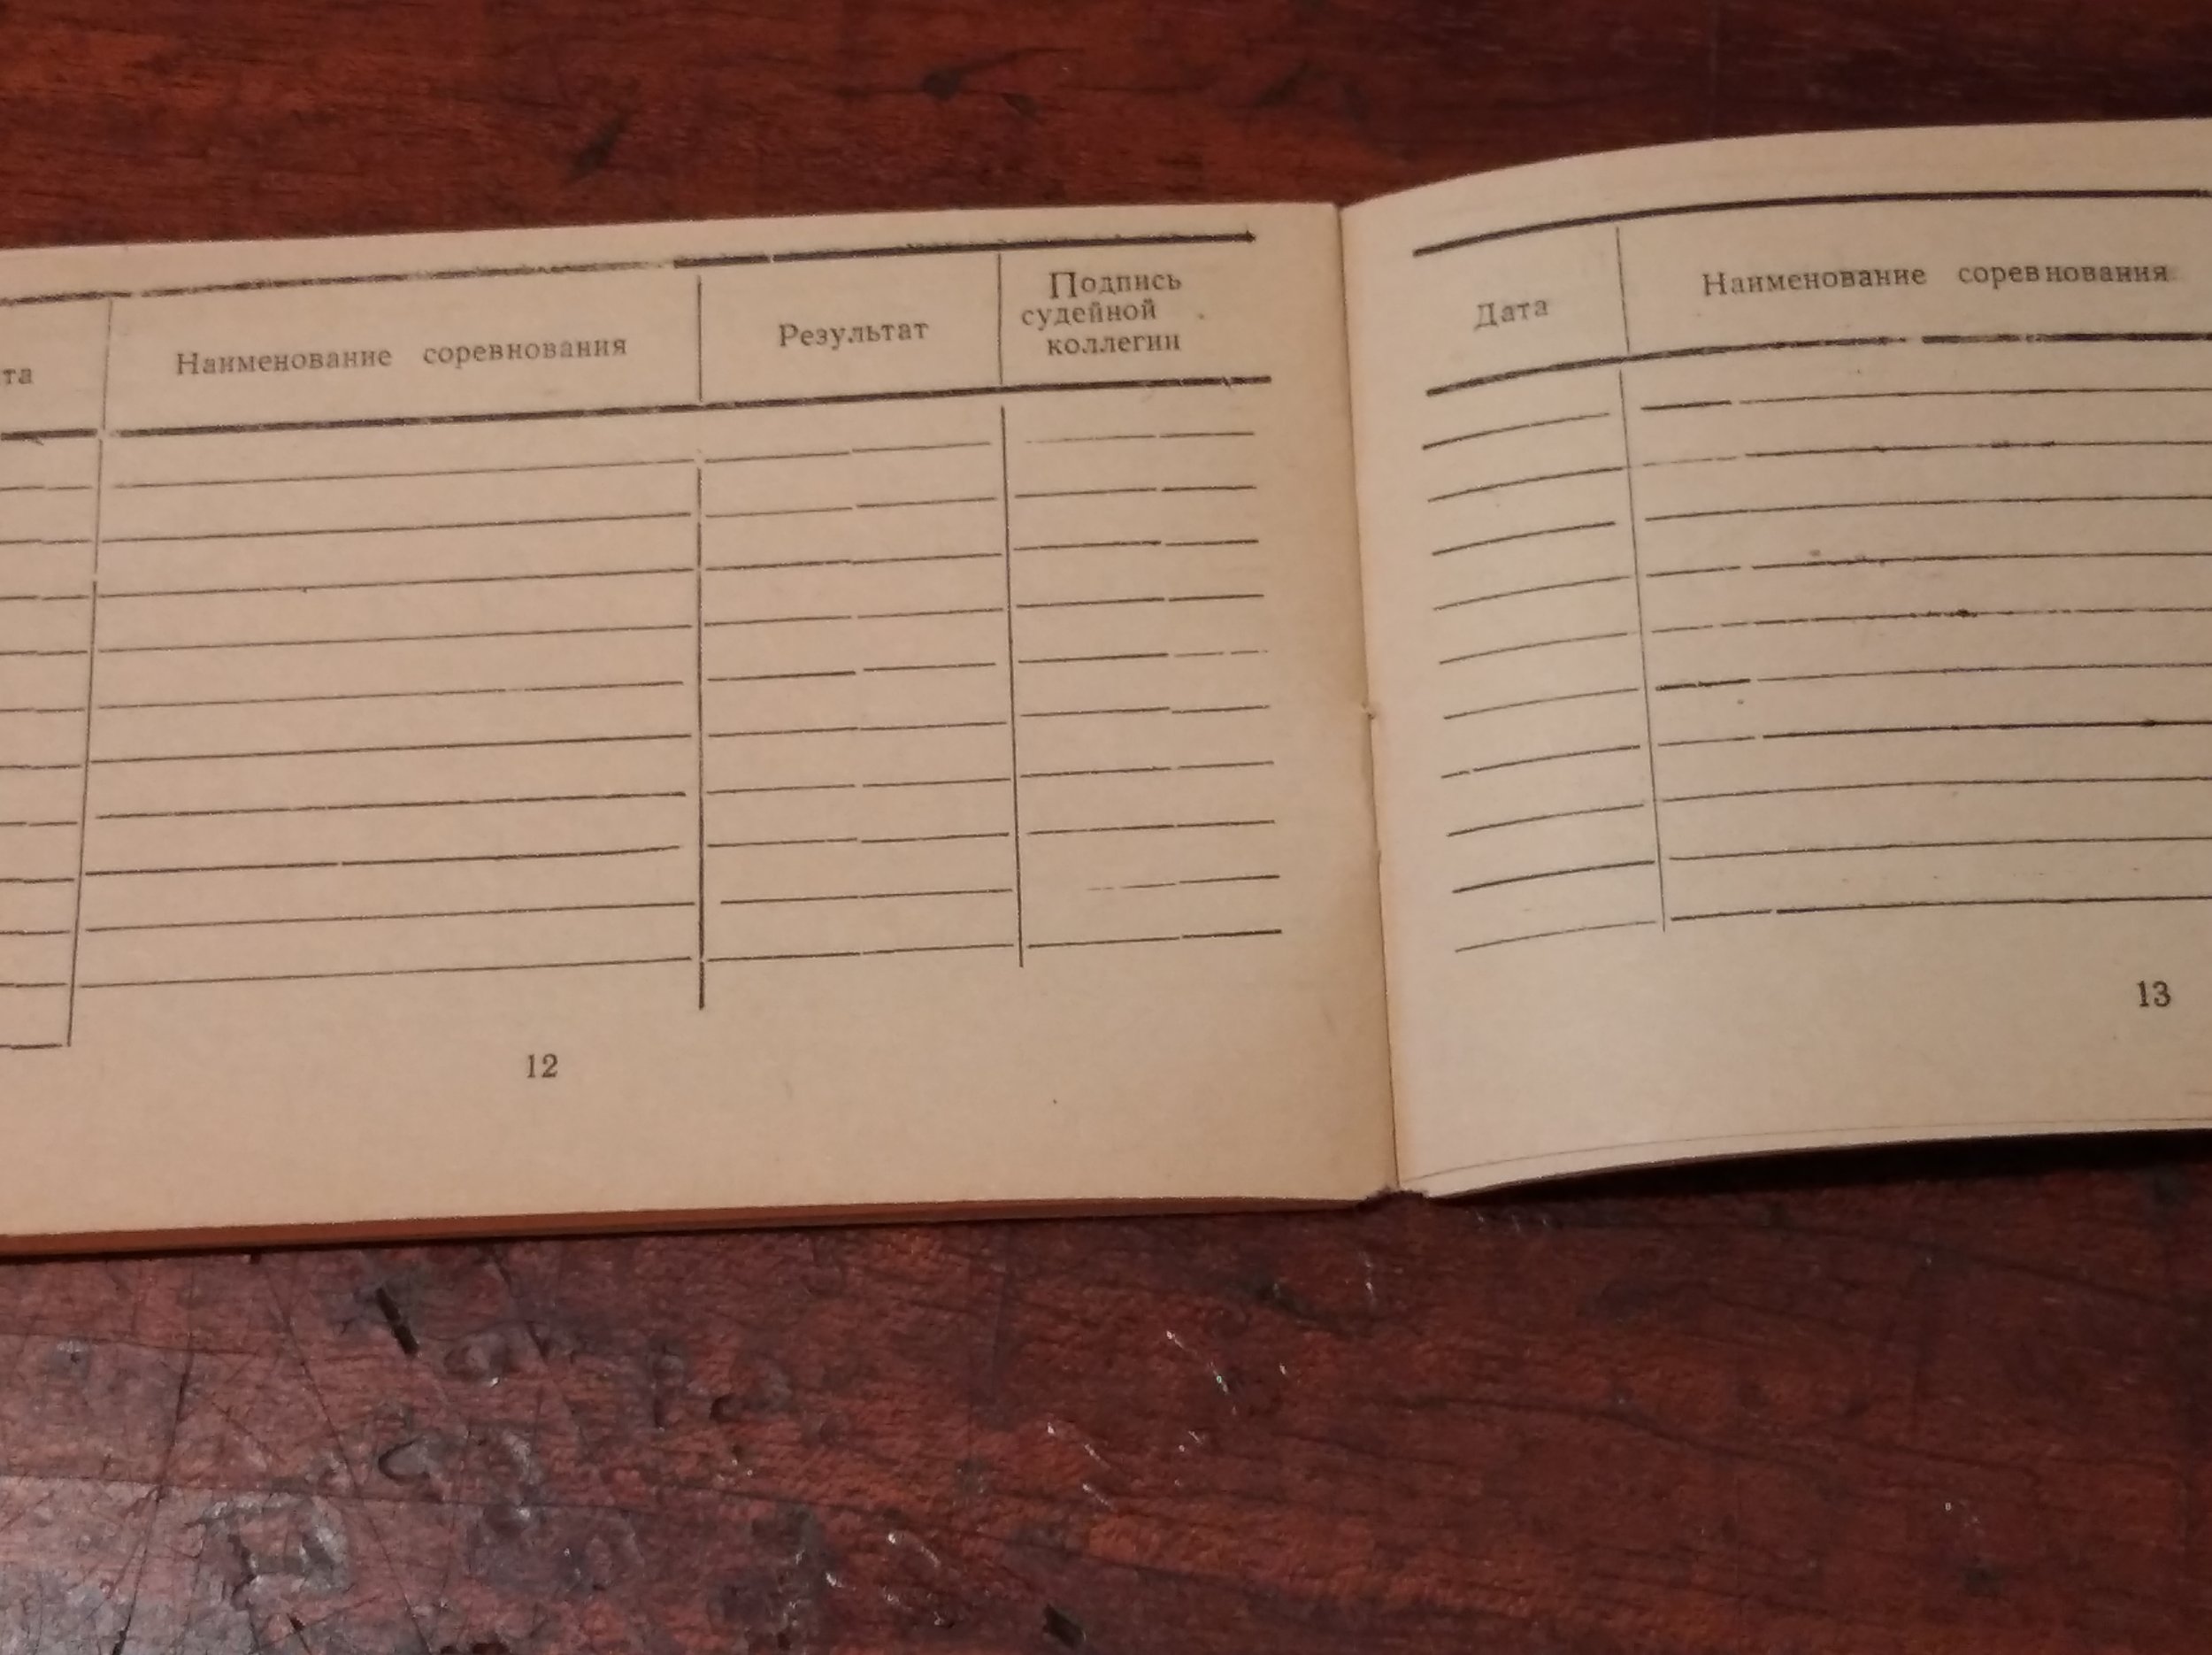 та
Наименование соревнования
Результат
Подпись
судейной
коллегии
12
Дата
Наименование соревнования
13